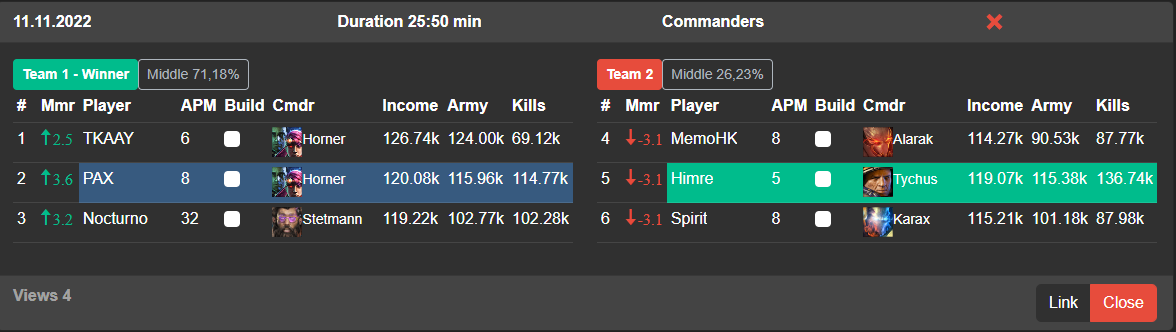 11.11.2022 Duration 25:50 min Commanders
Team 1 - Winner Middle 71,18%
# Mmr Player APM Build Cmdr Income Army Kills
1 ↑2.5 TKAAY 6 Horner 126.74k 124.00k 69.12k
2 ↑3.6 PAX 8 Horner 120.08k 115.96k 114.77k
3 ↑3.2 Nocturno 32 Stetmann 119.22k 102.77k 102.28k
Team 2 Middle 26,23%
# Mmr Player APM Build Cmdr Income Army Kills
4 ↓-3.1 MemoHK 8 Alarak 114.27k 90.53k 87.77k
5 ↓-3.1 Himre 5 Tychus 119.07k 115.38k 136.74k
6 ↓-3.1 Spirit 8 Karax 115.21k 101.18k 87.98k
Views 4 Link Close